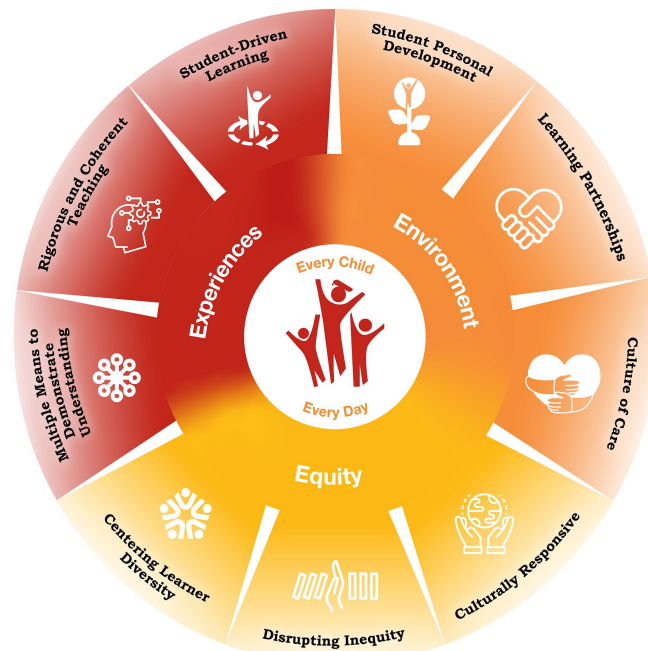 Student-Driven
Learning
Student Personal
Development
Rigorous and Coherent
Teaching
Learning Partnerships
Experiences
Environment
Every Child
Every Day
Multiple Means to
Demonstrate
Understanding
Culture of Care
Equity
Centering Learner
Diversity
Disrupting Inequity
Culturally Responsive